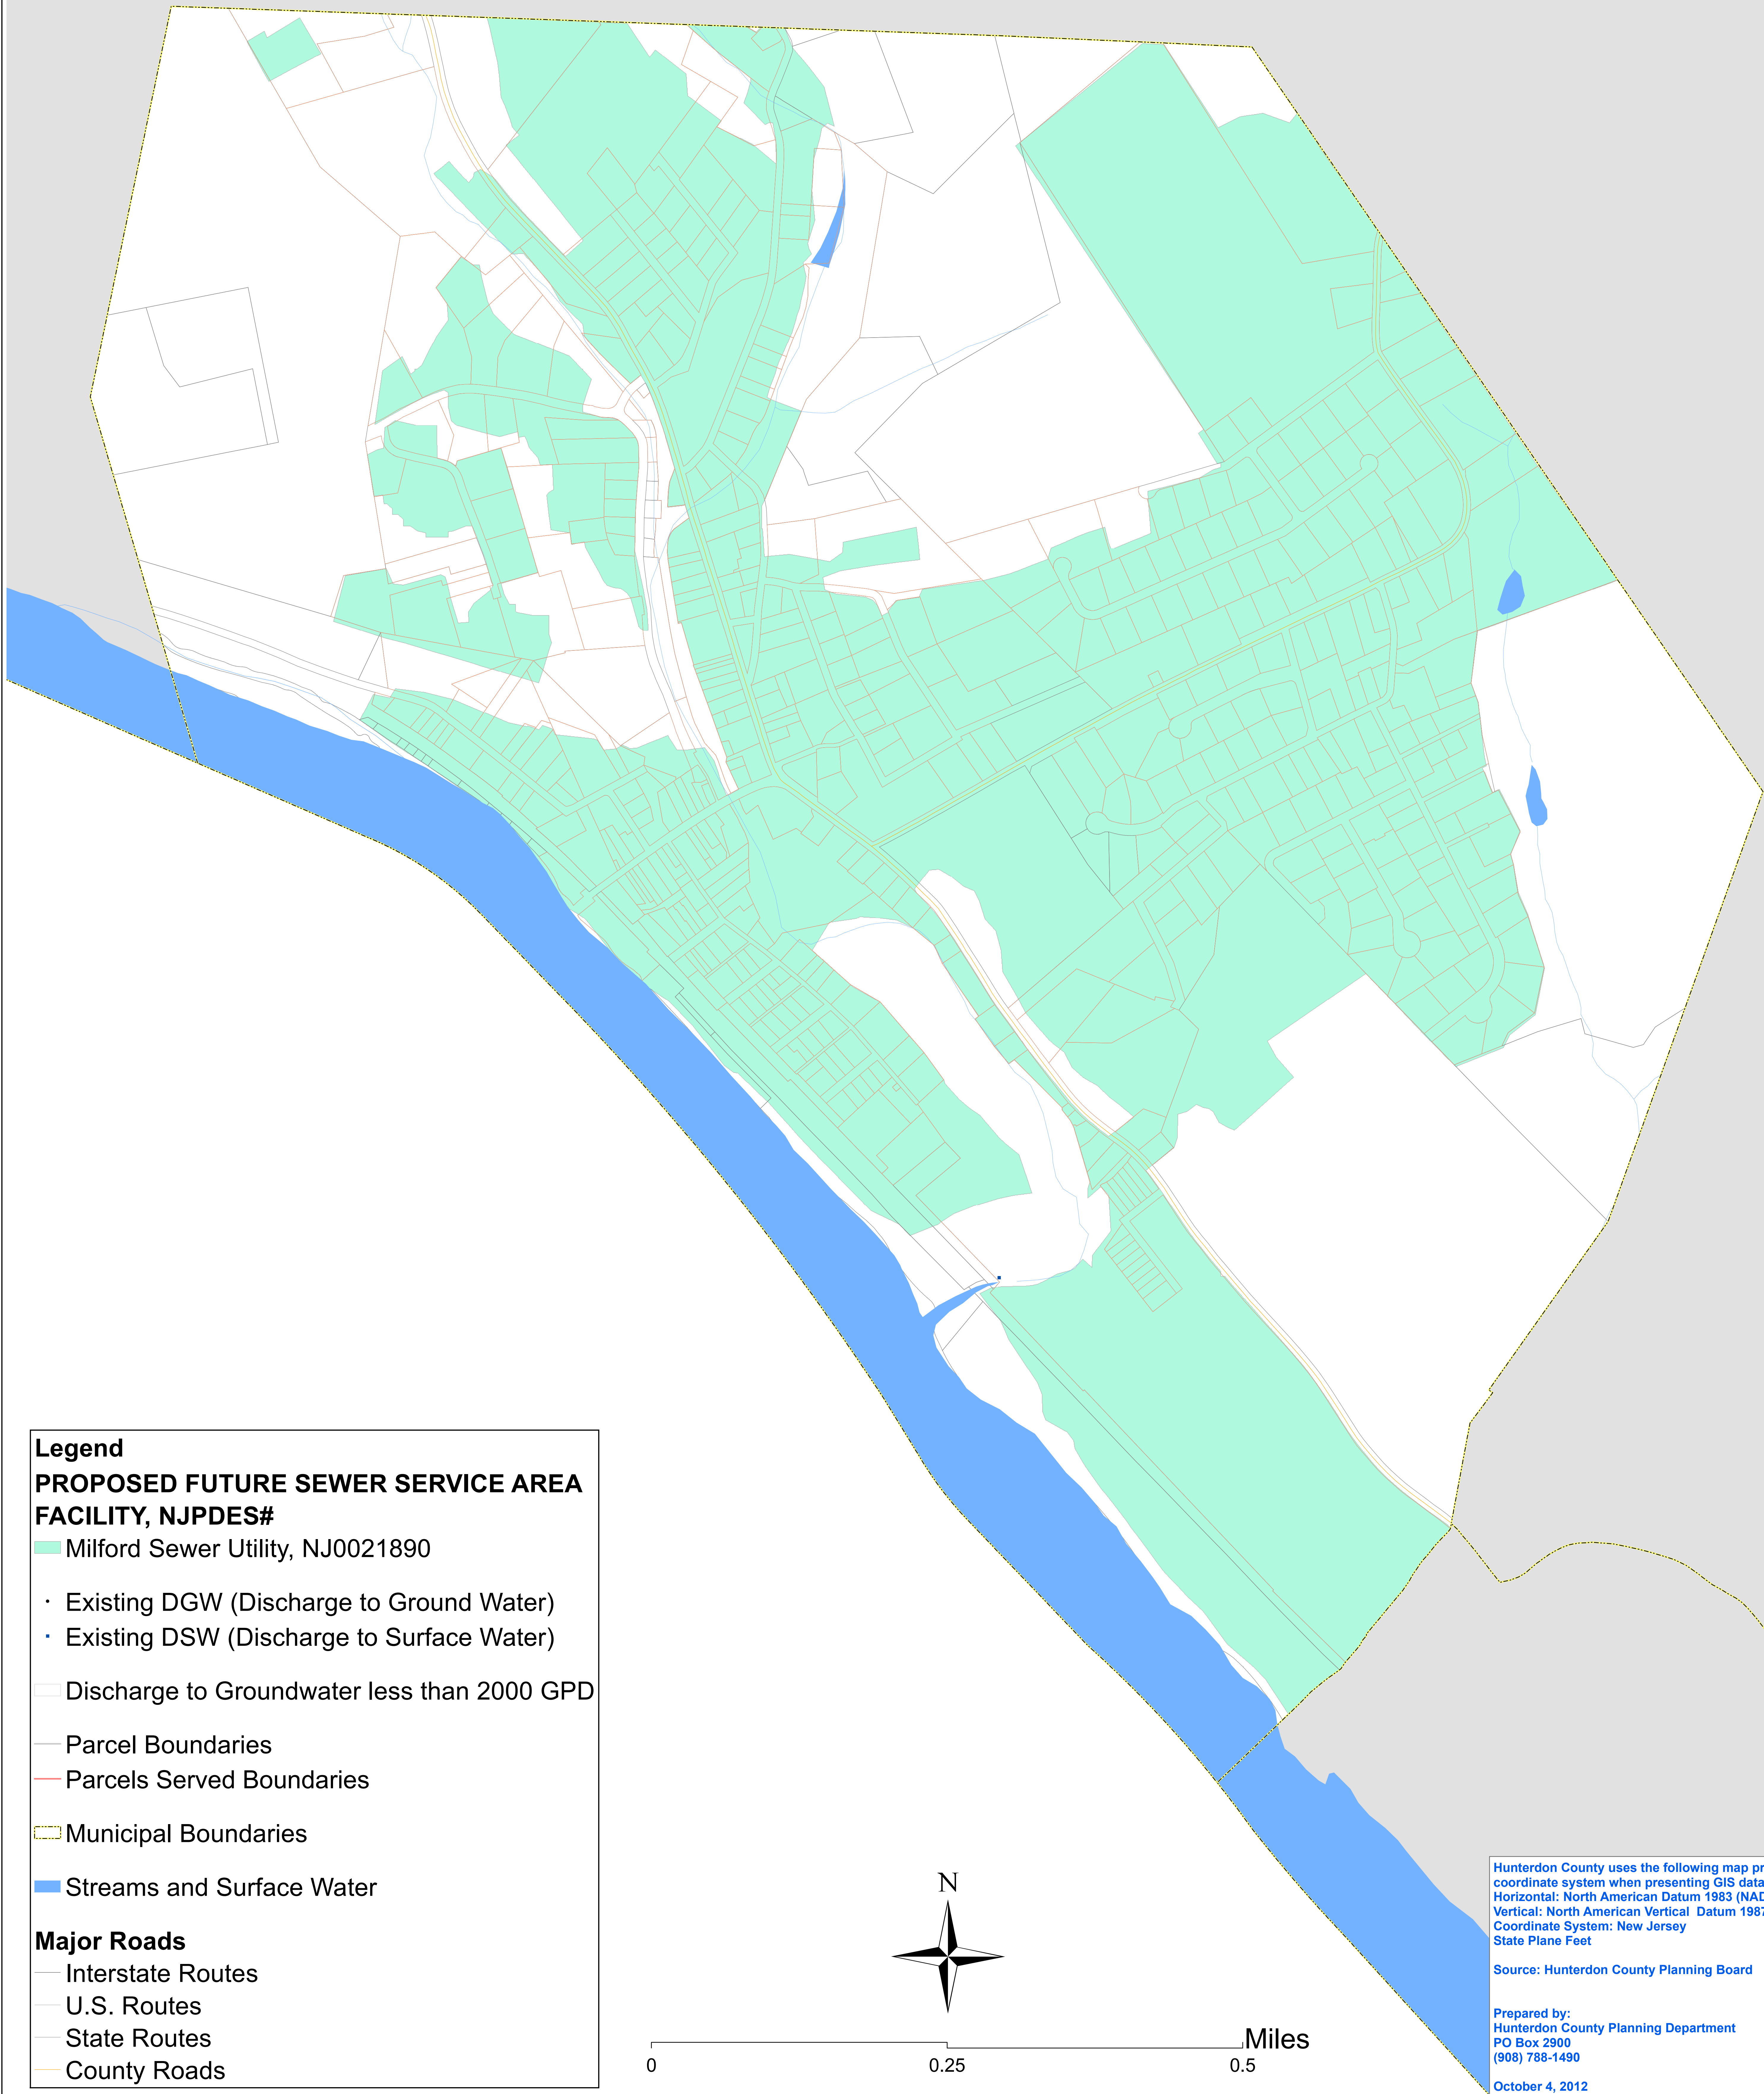 Legend
PROPOSED FUTURE SEWER SERVICE AREA
FACILITY, NJPDES#
Milford Sewer Utility, NJ0021890
Existing DGW (Discharge to Ground Water)
Existing DSW (Discharge to Surface Water)
Discharge to Groundwater less than 2000 GPD
Parcel Boundaries
Parcels Served Boundaries
Municipal Boundaries
Streams and Surface Water
Major Roads
Interstate Routes
U.S. Routes
State Routes
County Roads
N
Miles
0 0.25 0.5
Hunterdon County uses the following map pr
coordinate system when presenting GIS data
Horizontal: North American Datum 1983 (NAD
Vertical: North American Vertical Datum 1987
Coordinate System: New Jersey
State Plane Feet
Source: Hunterdon County Planning Board
Prepared by:
Hunterdon County Planning Department
PO Box 2900
(908) 788-1490
October 4, 2012